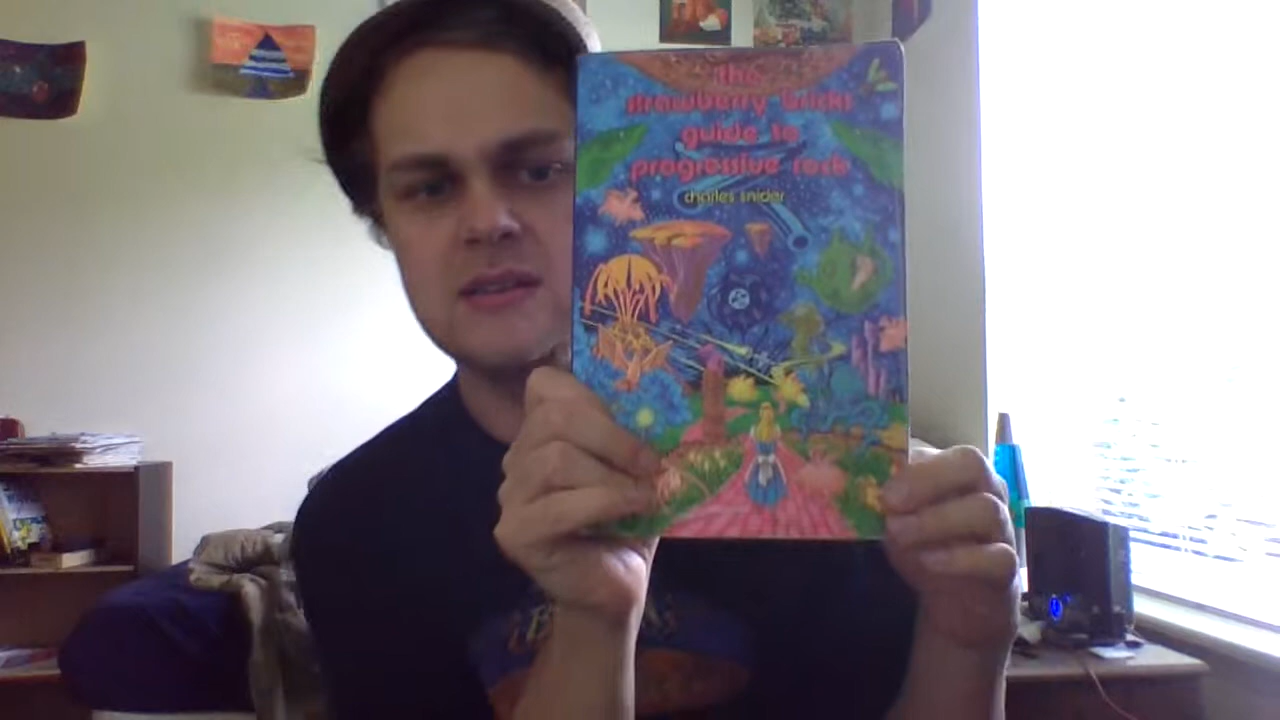 the
strawberry bricks
guide to
progressive rock
charles snider